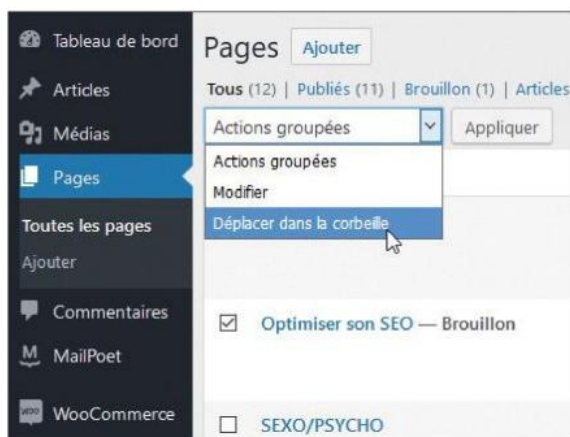 Tableau de bord
Articles
Médias
Pages
Toutes les pages
Ajouter
Commentaires
MailPoet
WOO WooCommerce
Pages Ajouter
Tous (12) | Publiés (11) | Brouillon (1) | Articles
Actions groupées Appliquer
Actions groupées
Modifier
Déplacer dans la corbeille
Optimiser son SEO — Brouillon
SEXO/PSYCHO